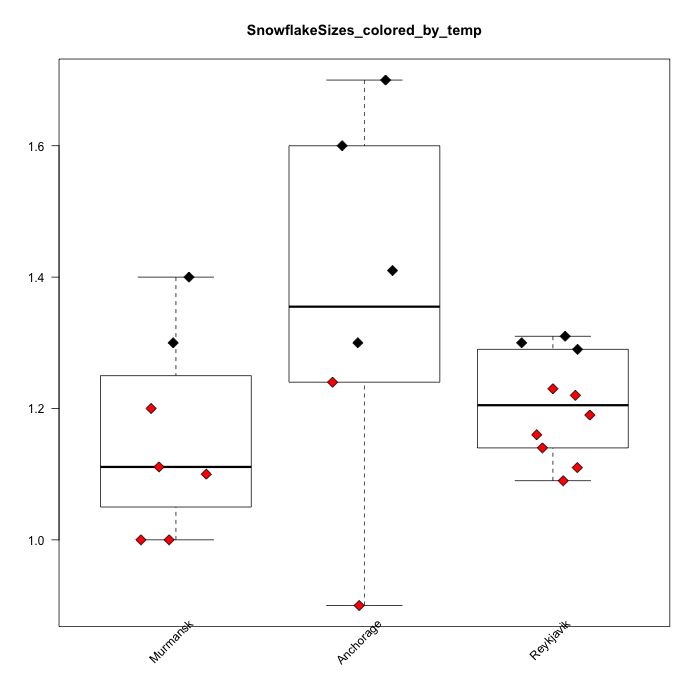 SnowflakeSizes_colored_by_temp
1.6
1.4
1.2
1.0
Murmansk
Anchorage
Reykjavik